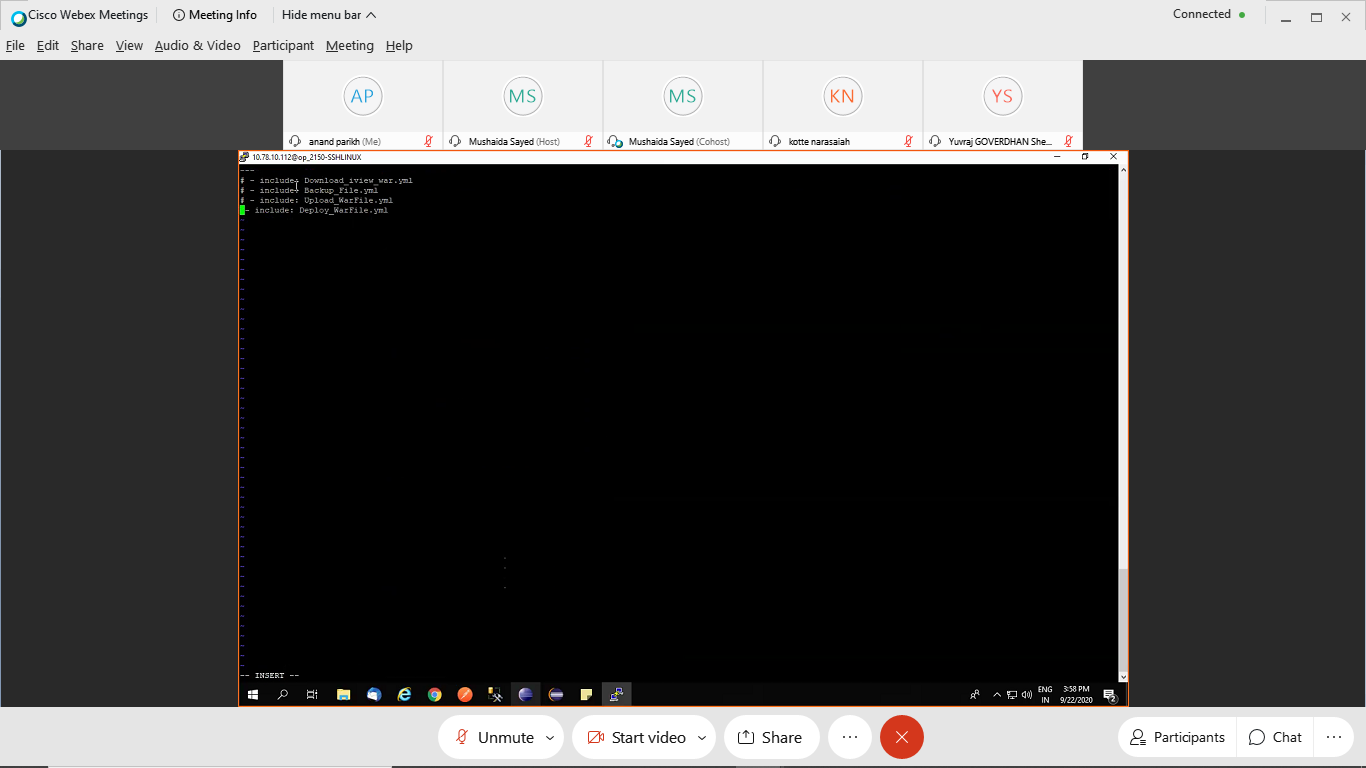 Cisco Webex Meetings
Meeting Info
Hide menu bar
Connected
File Edit Share View Audio & Video Participant Meeting Help
AP
MS
MS
KN
YS
anand parikh (Me)
Mushaida Sayed (Host)
Mushaida Sayed (Cohost)
kotte narasaiah
Yuvraj GOVERDHAN She...
10.78.10.112@op_2150-SSHLINUX
---
# - include: Download_iview_war.yml
# - include: Backup_File.yml
# - include: Upload_WarFile.yml
- include: Deploy_WarFile.yml
-- INSERT --
ENG
IN
3:58 PM
9/22/2020
2
Unmute
Start video
Share
Participants
Chat